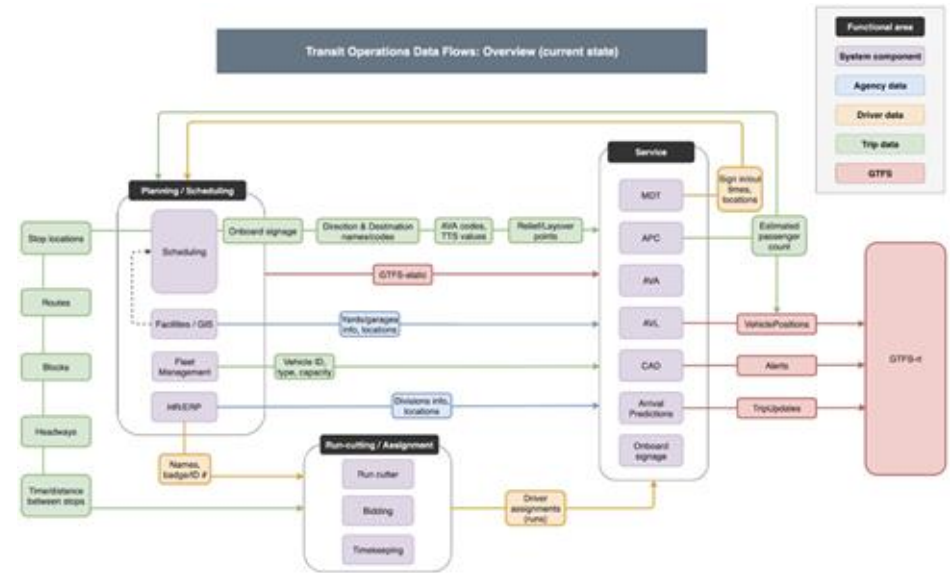 Transit Operations Data Flows: Overview (current state)
Functional area
System component
Agency data
Driver data
Trip data
GTFS
Planning / Scheduling
Scheduling
Facilities / GIS
Fleet
Management
HR/ERP
Stop locations
Routes
Blocks
Headways
Time/distance
between stops
Onboard signage
Direction & Destination
names/codes
AVA codes,
TTS values
Relief/Layover
points
GTFS-static
Yards/garages
info, locations
Vehicle ID,
type, capacity
Divisions info,
locations
Names,
badge/ID #
Run-cutting / Assignment
Run cutter
Bidding
Timekeeping
Driver
assignments
(runs)
Service
MDT
APC
AVA
AVL
CAD
Arrival
Predictions
Onboard
signage
Sign in/out
times,
locations
Estimated
passenger
count
VehiclePositions
Alerts
TripUpdates
GTFS-rt